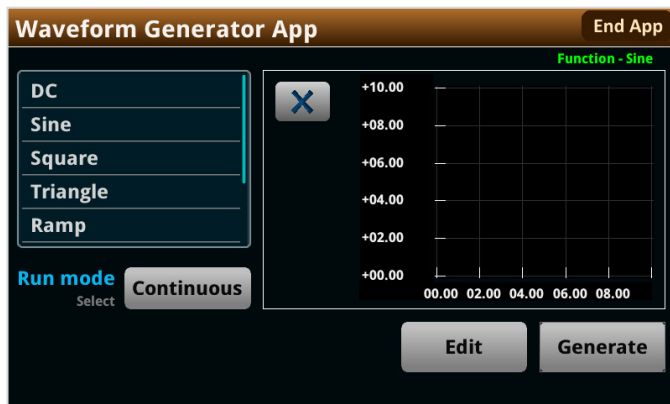 Waveform Generator App
End App
Function - Sine
DC
Sine
Square
Triangle
Ramp
Run mode
Select
Continuous
+10.00
+08.00
+06.00
+04.00
+02.00
+00.00
00.00 02.00 04.00 06.00 08.00
Edit
Generate